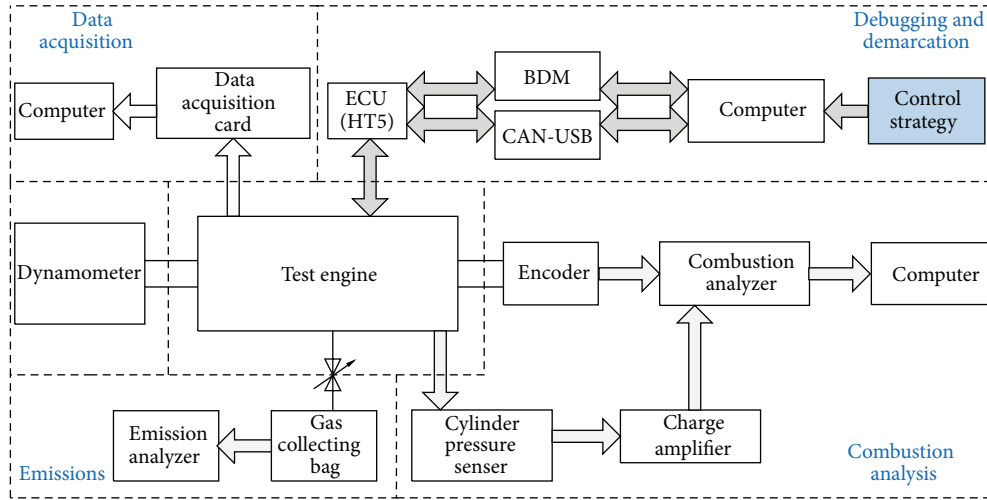 Data
acquisition
Debugging and
demarcation
Computer
Data
acquisition
card
ECU
(HT5)
BDM
CAN-USB
Computer
Control
strategy
Dynamometer
Test engine
Encoder
Combustion
analyzer
Computer
Emission
analyzer
Gas
collecting
bag
Cylinder
pressure
senser
Charge
amplifier
Emissions
Combustion
analysis